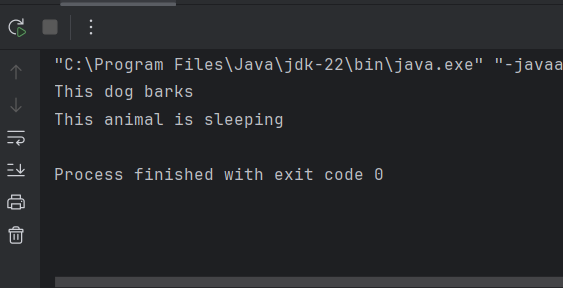 "C:\Program Files\Java\jdk-22\bin\java.exe" "-javaa
This dog barks
This animal is sleeping
Process finished with exit code 0